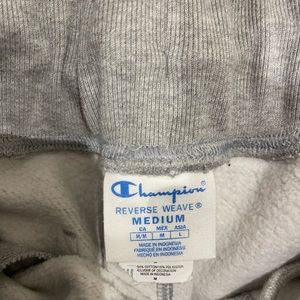 Champion
REVERSE WEAVE®
MEDIUM
CA MEX ASIA
M/M M L
MADE IN INDONESIA
FABRIQUÉ EN INDONÉSIE
HECHO EN INDONESIA